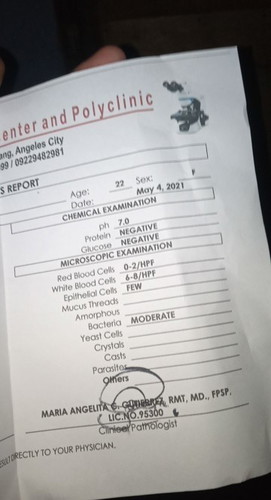 enter and Polyclinic
ang, Angeles City
99 / 09229482981
S REPORT
Age: 22 Sex: F
Date: May 4, 2021
CHEMICAL EXAMINATION
ph 7.0
Protein NEGATIVE
Glucose NEGATIVE
MICROSCOPIC EXAMINATION
Red Blood Cells 0-2/HPF
White Blood Cells 6-8/HPF
Epithelial Cells FEW
Mucus Threads
Amorphous
Bacteria MODERATE
Yeast Cells
Crystals
Casts
Parasites
Others
MARIA ANGELITA G. GUTIERREZ, RMT, MD., FPSP.
LIC.NO.95300
Clinical Pathologist
DIRECTLY TO YOUR PHYSICIAN.